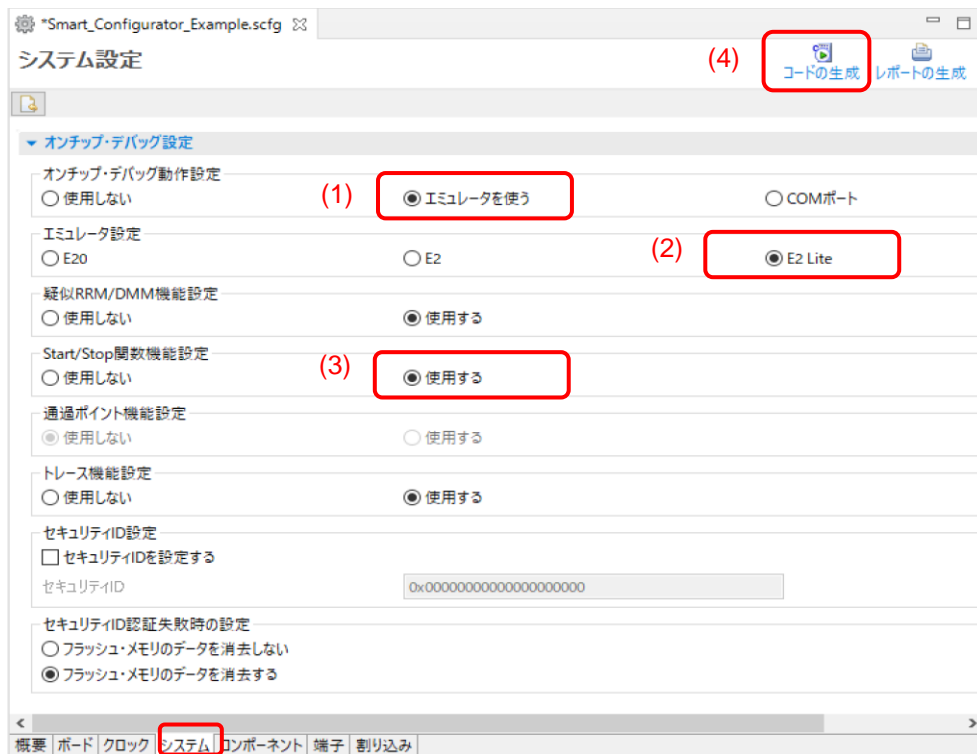 *Smart_Configurator_Example.scfg
システム設定
(4)
コードの生成 レポートの生成
オンチップ・デバッグ設定
オンチップ・デバッグ動作設定
使用しない (1) エミュレータを使う COMポート
エミュレータ設定
E20 E2 (2) E2 Lite
疑似RRM/DMM機能設定
使用しない 使用する
Start/Stop関数機能設定
使用しない (3) 使用する
通過ポイント機能設定
使用しない 使用する
トレース機能設定
使用しない 使用する
セキュリティID設定
セキュリティIDを設定する
セキュリティID 0x00000000000000000000
セキュリティID認証失敗時の設定
フラッシュ・メモリのデータを消去しない
フラッシュ・メモリのデータを消去する
概要 ボード クロック システム コンポーネント 端子 割り込み